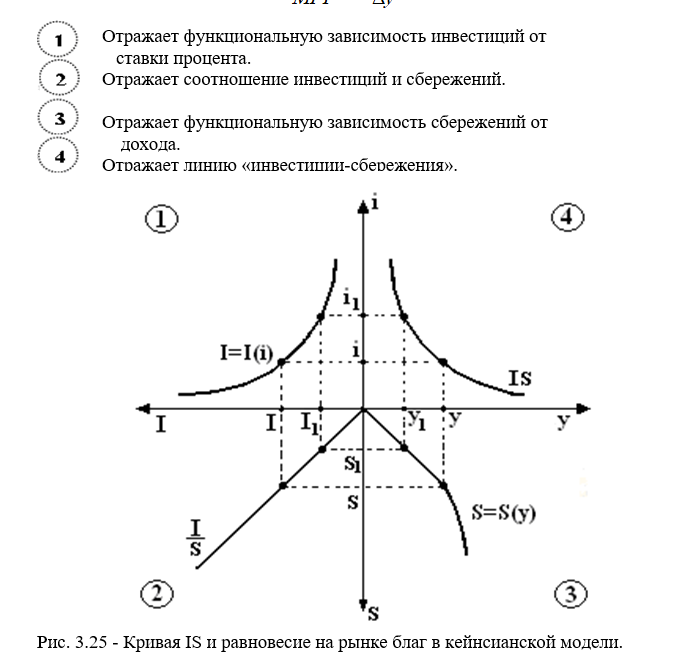 1 Отражает функциональную зависимость инвестиций от
ставки процента.
2 Отражает соотношение инвестиций и сбережений.
3 Отражает функциональную зависимость сбережений от
дохода.
4 Отражает линию «инвестиции-сбережения».
1 i 4
i1
I=I(i) i IS
I I I1 y1 y y
S1
S S=S(y)
I
S
2 3
S
Рис. 3.25 - Кривая IS и равновесие на рынке благ в кейнсианской модели.